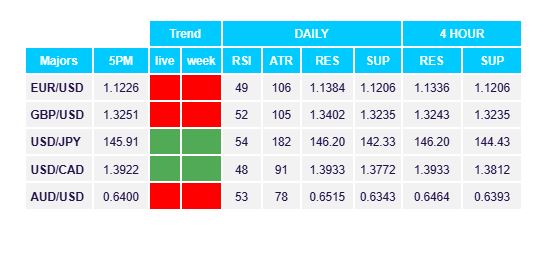 Trend DAILY 4 HOUR
Majors 5PM live week RSI ATR RES SUP RES SUP
EUR/USD 1.1226 49 106 1.1384 1.1206 1.1336 1.1206
GBP/USD 1.3251 52 105 1.3402 1.3235 1.3243 1.3235
USD/JPY 145.91 54 182 146.20 142.33 146.20 144.43
USD/CAD 1.3922 48 91 1.3933 1.3772 1.3933 1.3812
AUD/USD 0.6400 53 78 0.6515 0.6343 0.6464 0.6393